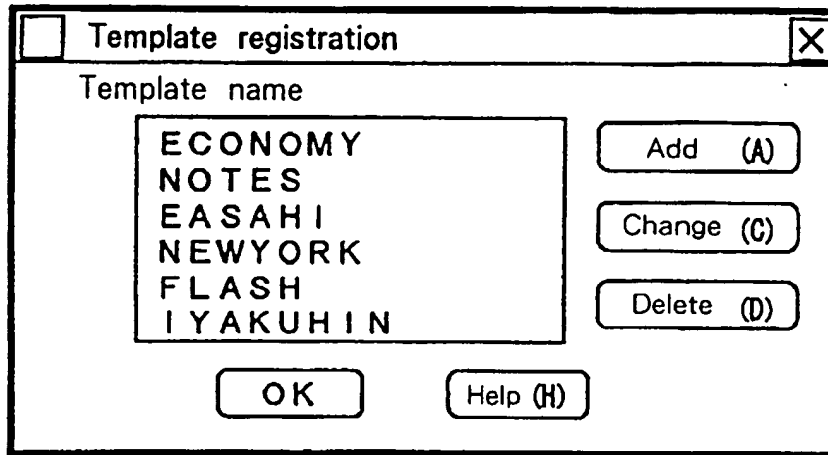 Template registration
Template name
ECONOMY
NOTES
EASAHI
NEWYORK
FLASH
IYAKUHIN
Add (A)
Change (C)
Delete (D)
OK
Help (H)